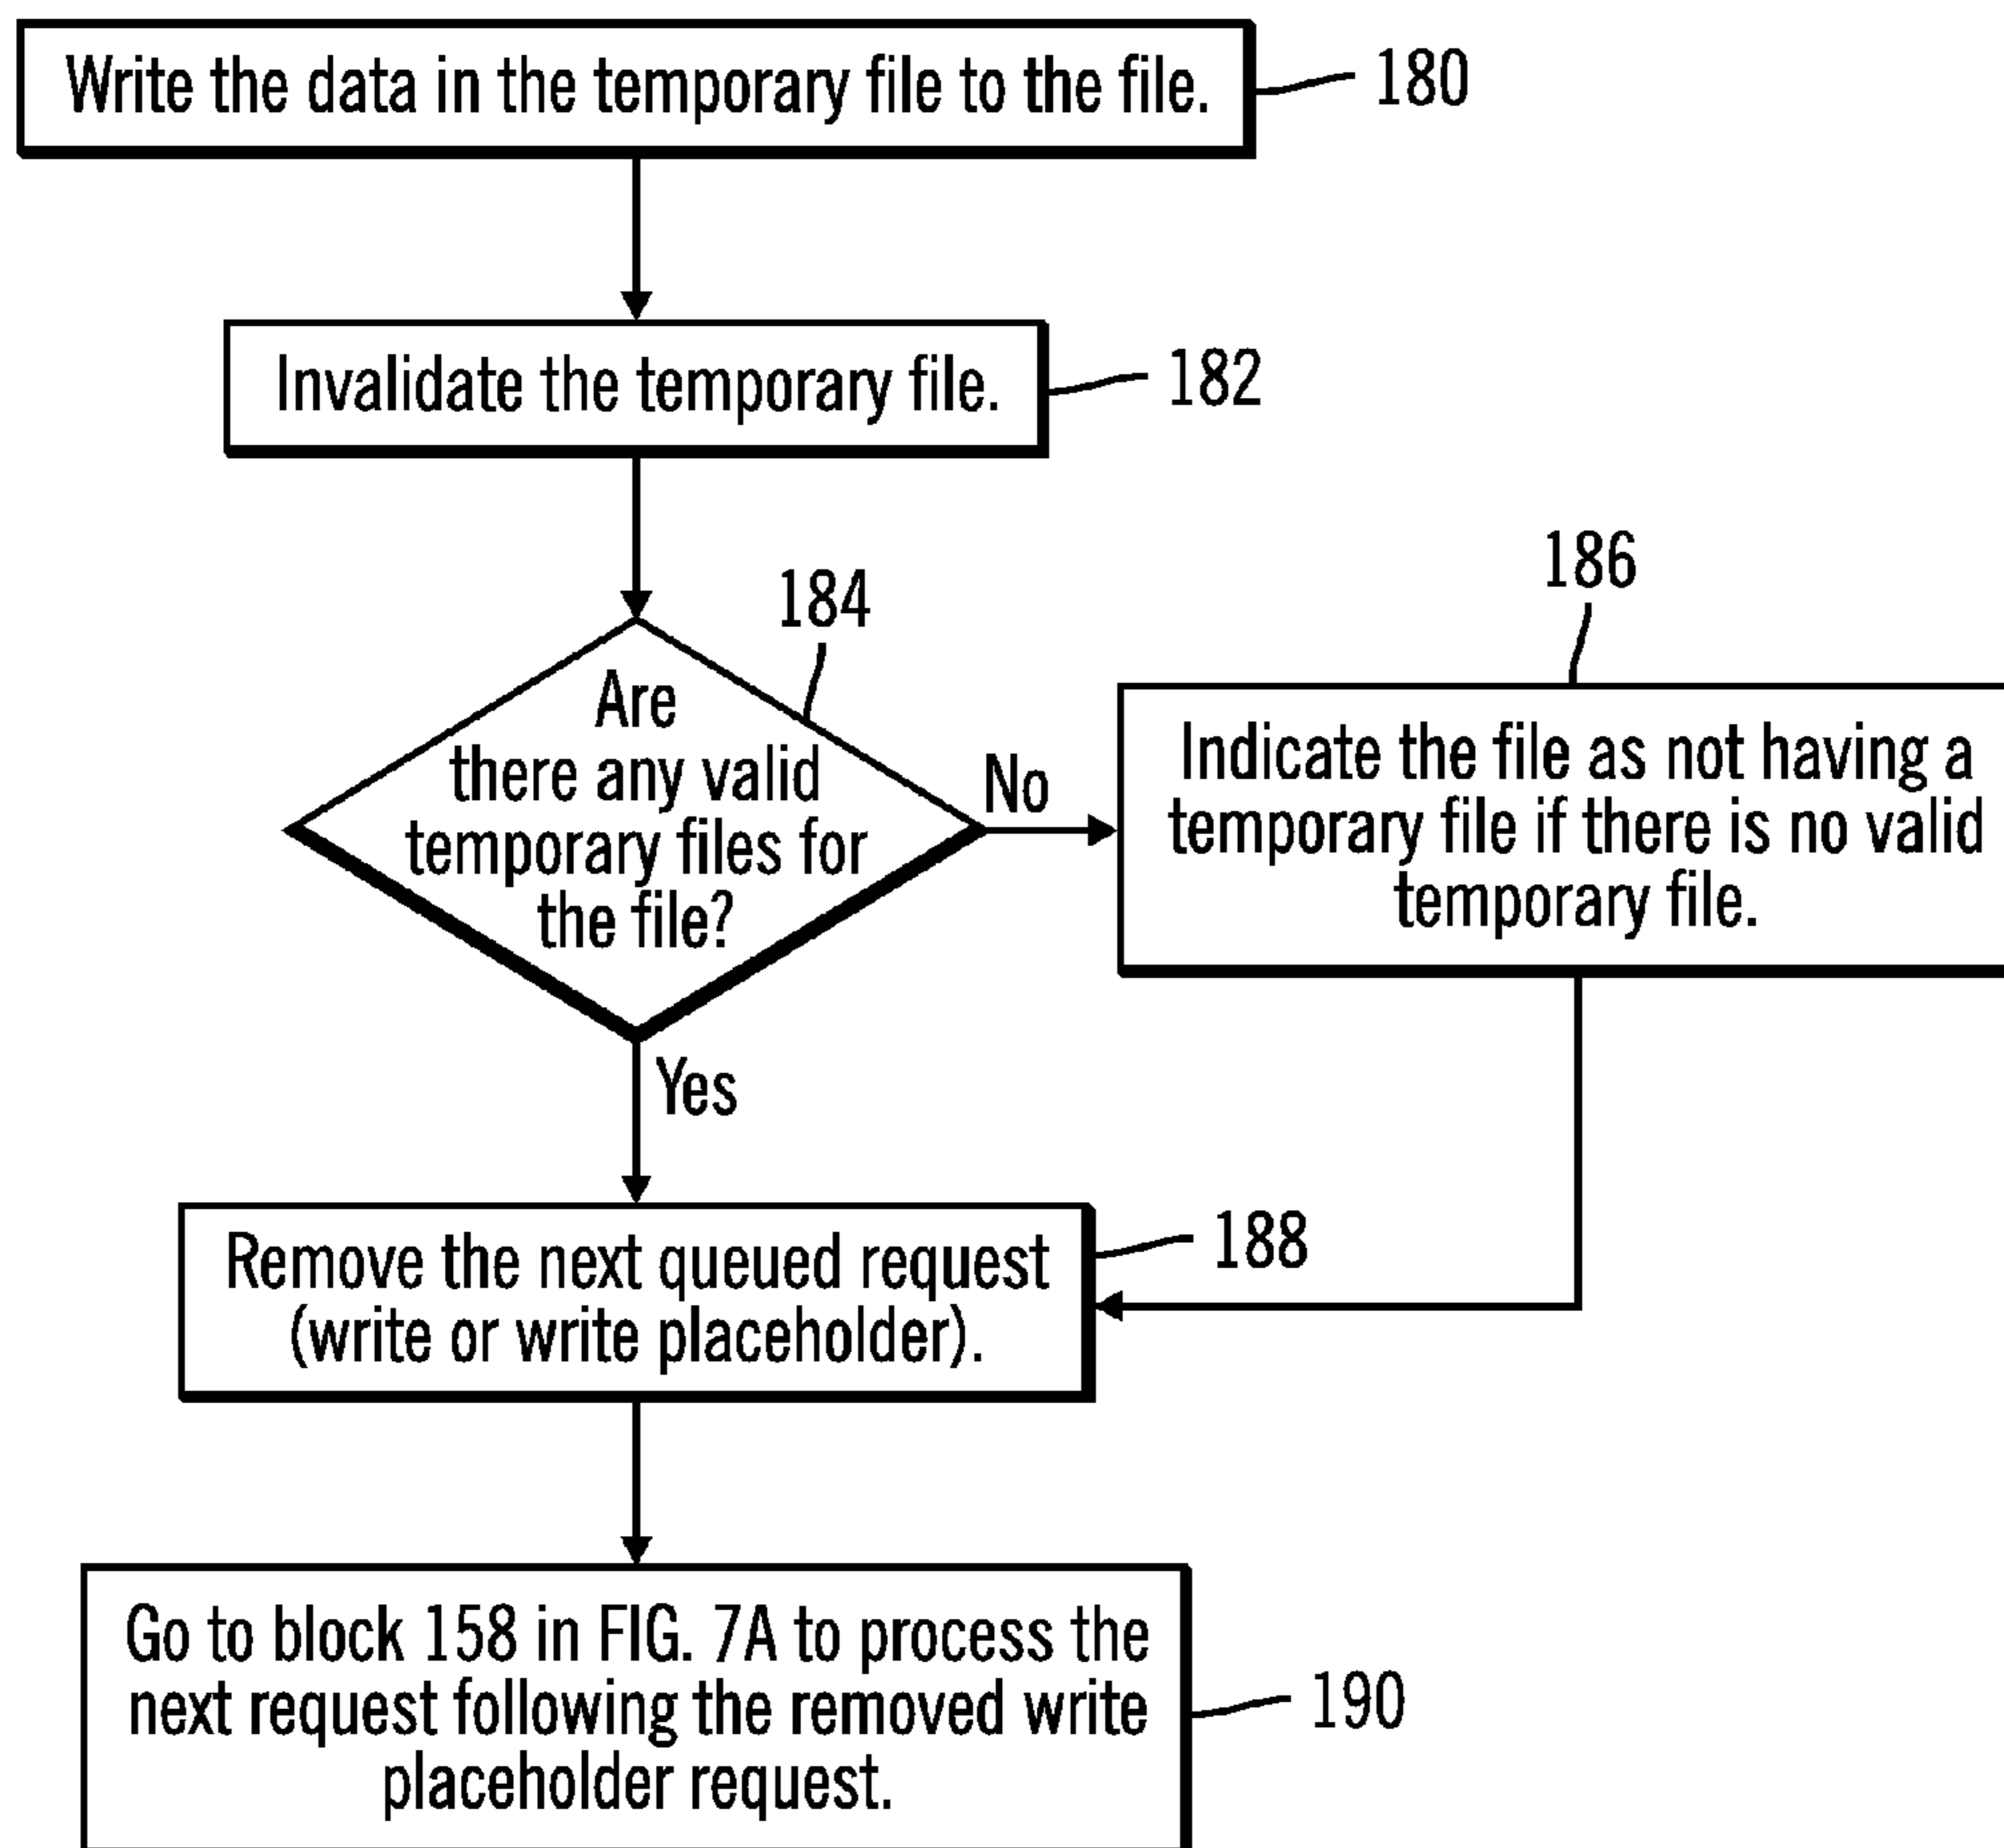 Write the data in the temporary file to the file.
180
Invalidate the temporary file.
182
184
Are
there any valid
temporary files for
the file?
No
186
Indicate the file as not having a
temporary file if there is no valid
temporary file.
Yes
Remove the next queued request
(write or write placeholder).
188
Go to block 158 in FIG. 7A to process the
next request following the removed write
placeholder request.
190